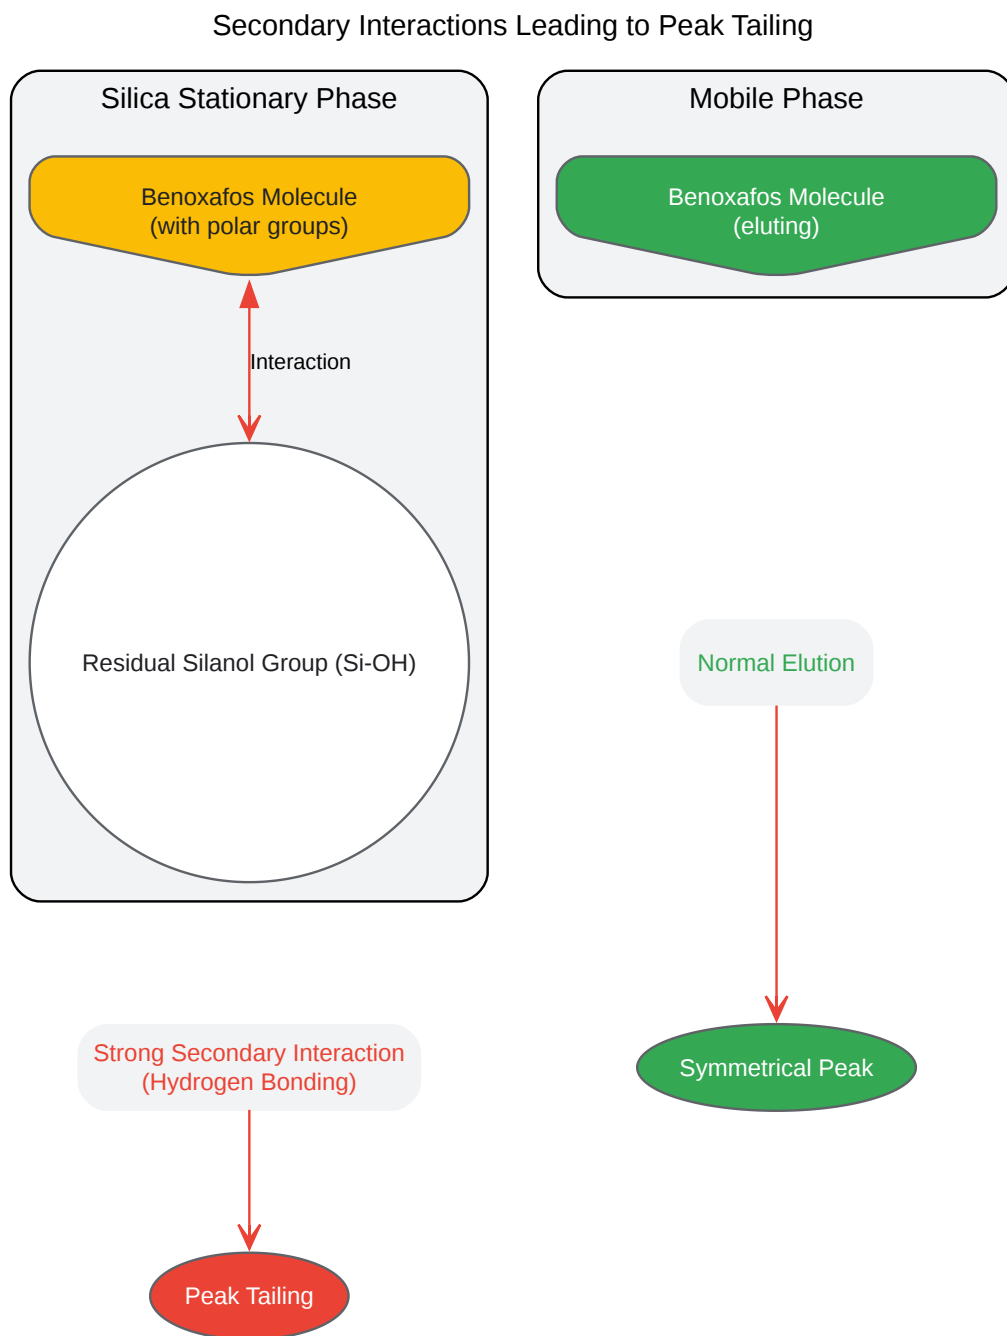 Secondary Interactions Leading to Peak Tailing
Silica Stationary Phase
Mobile Phase
Benoxafos Molecule
(with polar groups)
Benoxafos Molecule
(eluting)
Interaction
Residual Silanol Group (Si-OH)
Normal Elution
Strong Secondary Interaction
(Hydrogen Bonding)
Symmetrical Peak
Peak Tailing